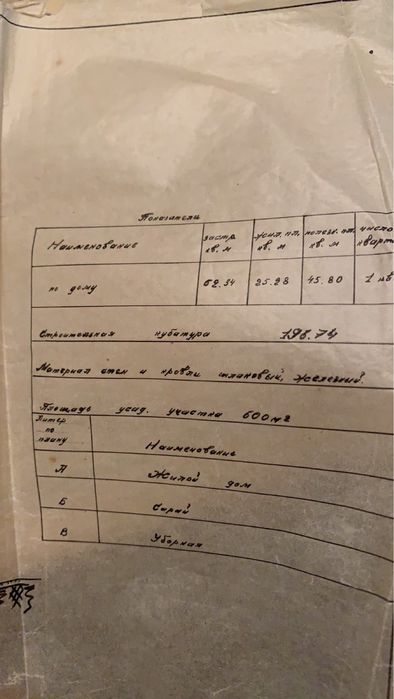 Показатели
Наименование застр. кв. м жил. пл. кв. м полезн. пл. кв. м число кварт
по дому 62.34 25.28 45.80 1 кв
Строительная кубатура 198.74
Материал стен и кровли шлаковый, железный.
Площадь усад. участка 600 м2
Литер по плану Наименование
А Жилой дом
Б Сарай
В Уборная